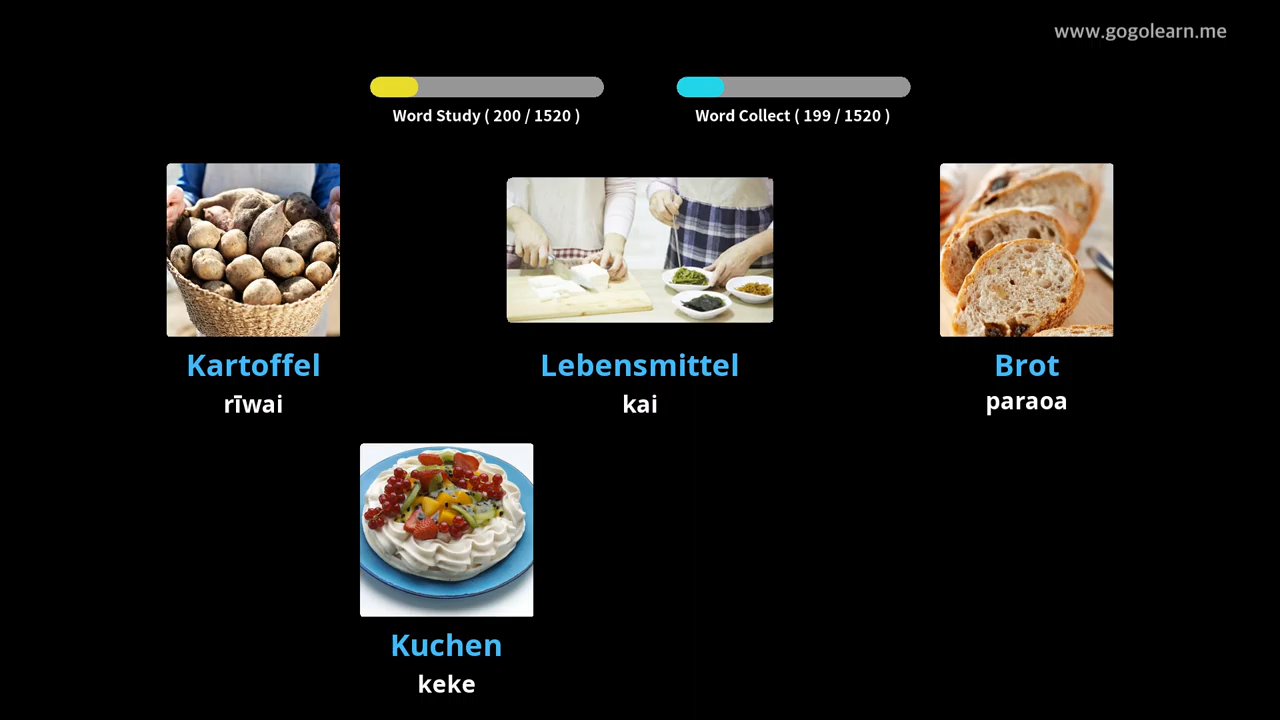 www.gogolearn.me
Word Study ( 200 / 1520 )
Word Collect ( 199 / 1520 )
Kartoffel
rīwai
Lebensmittel
kai
Brot
paraoa
Kuchen
keke